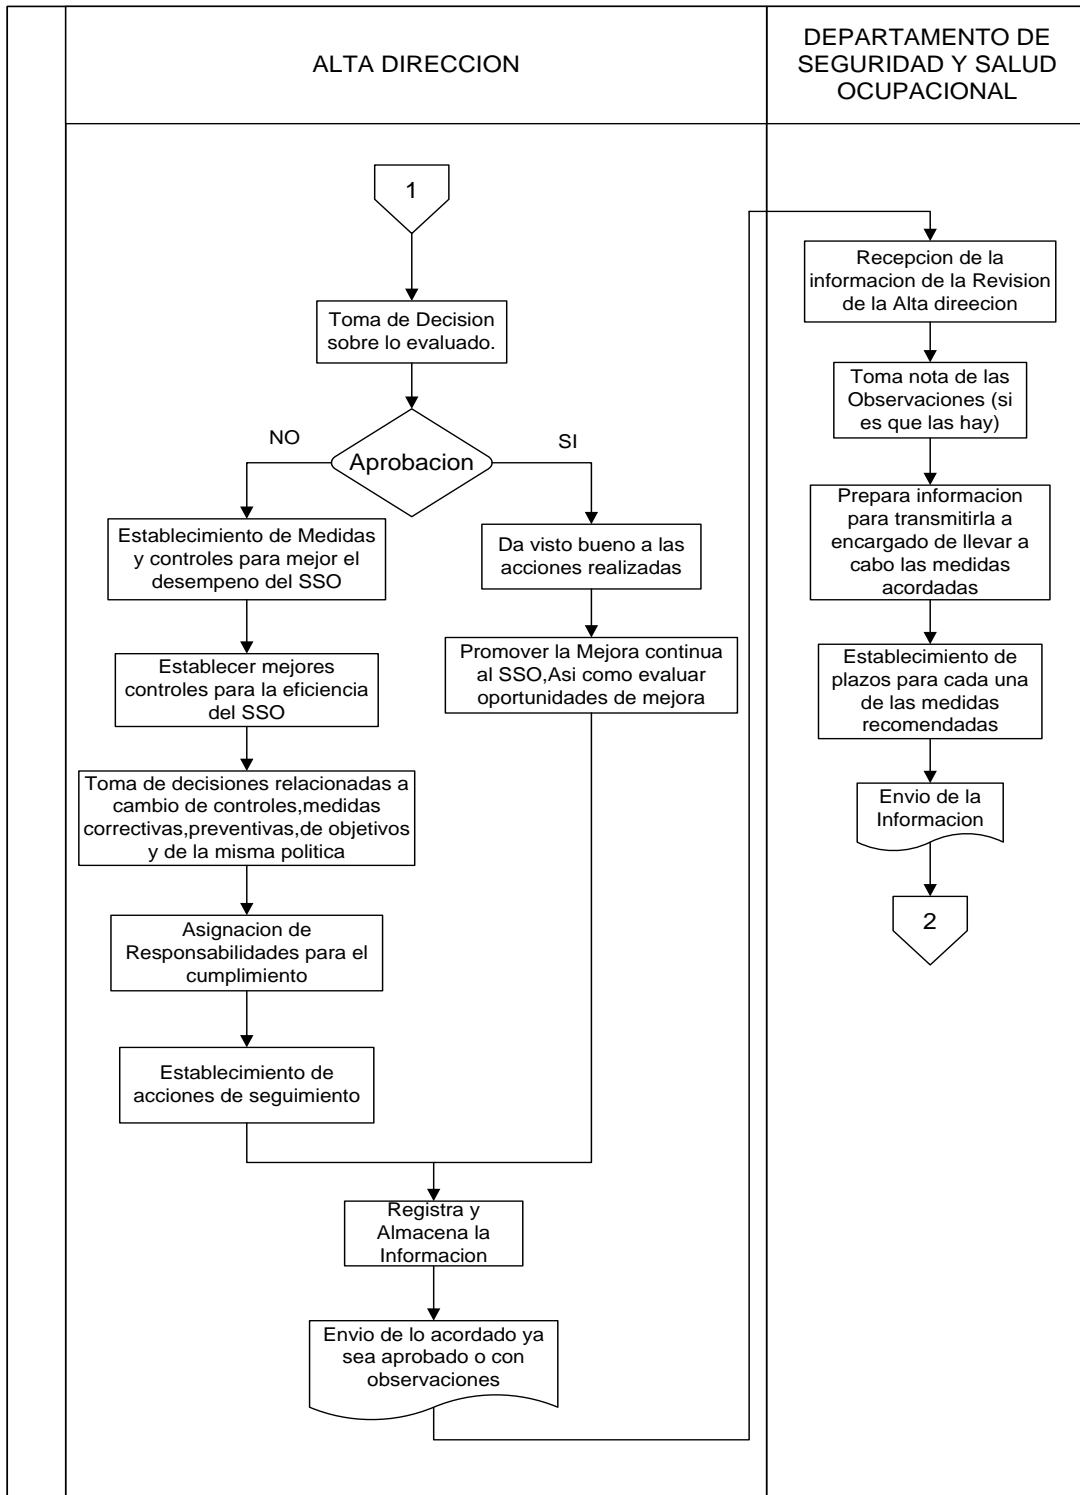 ALTA DIRECCION
DEPARTAMENTO DE
SEGURIDAD Y SALUD
OCUPACIONAL
1
Toma de Decision
sobre lo evaluado.
Aprobacion
NO
SI
Establecimiento de Medidas
y controles para mejor el
desempeno del SSO
Establecer mejores
controles para la eficiencia
del SSO
Toma de decisiones relacionadas a
cambio de controles,medidas
correctivas,preventivas,de objetivos
y de la misma politica
Asignacion de
Responsabilidades para el
cumplimiento
Establecimiento de
acciones de seguimiento
Da visto bueno a las
acciones realizadas
Promover la Mejora continua
al SSO,Asi como evaluar
oportunidades de mejora
Registra y
Almacena la
Informacion
Envio de lo acordado ya
sea aprobado o con
observaciones
Recepcion de la
informacion de la Revision
de la Alta direecion
Toma nota de las
Observaciones (si
es que las hay)
Prepara informacion
para transmitirla a
encargado de llevar a
cabo las medidas
acordadas
Establecimiento de
plazos para cada una
de las medidas
recomendadas
Envio de la
Informacion
2